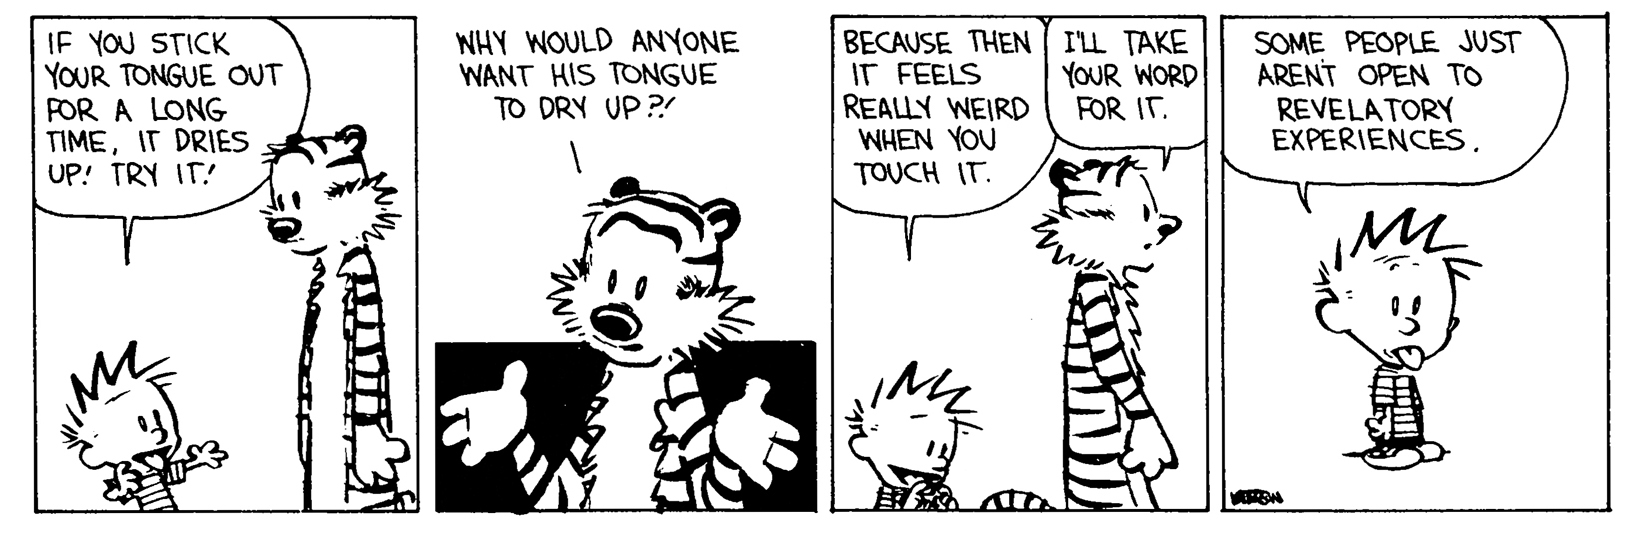 IF YOU STICK
YOUR TONGUE OUT
FOR A LONG
TIME, IT DRIES
UP! TRY IT!
WHY WOULD ANYONE
WANT HIS TONGUE
TO DRY UP?!
BECAUSE THEN
IT FEELS
REALLY WEIRD
WHEN YOU
TOUCH IT.
I'LL TAKE
YOUR WORD
FOR IT.
SOME PEOPLE JUST
AREN'T OPEN TO
REVELATORY
EXPERIENCES.